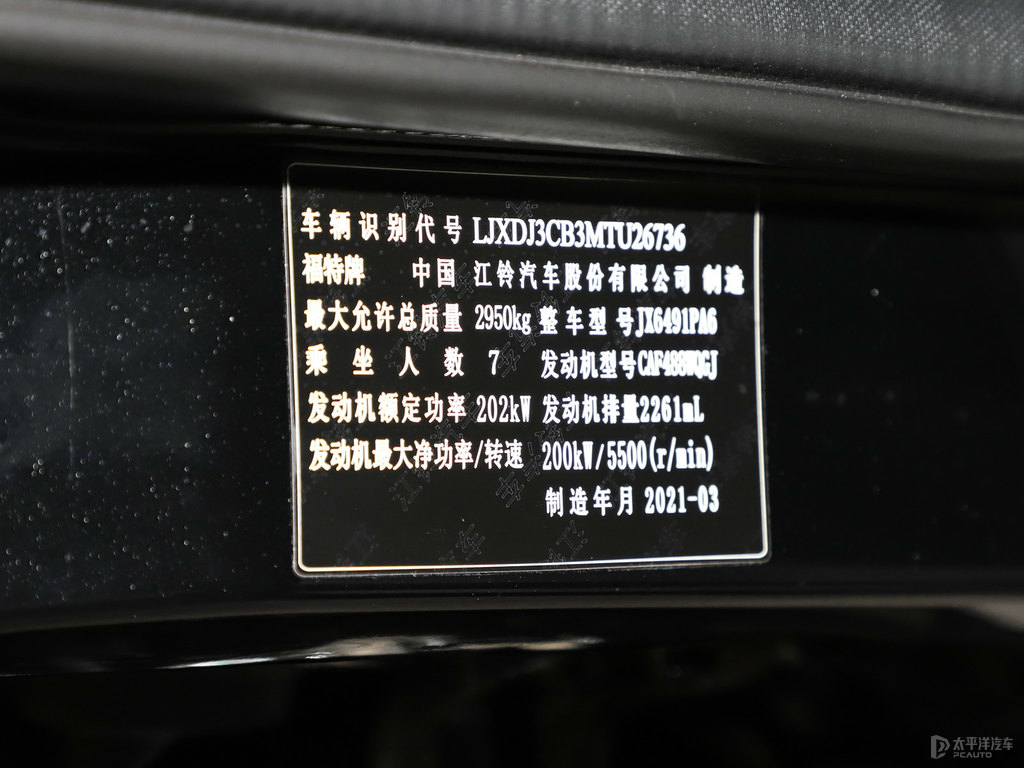 车辆识别代号 LJXDJ3CB3MTU26736
福特牌 中国 江铃汽车股份有限公司 制造
最大允许总质量 2950kg 整车型号JX6491PA6
乘坐人数 7 发动机型号CAF488WQGJ
发动机额定功率 202kW 发动机排量2261mL
发动机最大净功率/转速 200kW/5500(r/min)
制造年月 2021-03
太平洋汽车
PCAUTO